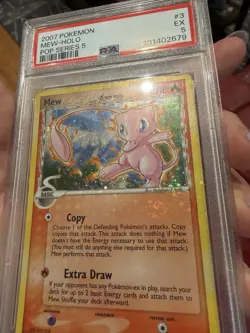 2007 POKEMON #3
MEW-HOLO EX
POP SERIES 5 5
PSA
Mew
BASIC
Copy
Choose 1 of the Defending Pokémon's attacks. Copy
copies that attack. This attack does nothing if Mew
doesn't have the Energy necessary to use that attack.
(You must still do anything else required for that attack.)
Mew performs that attack.
Extra Draw
If your opponent has any Pokémon-ex in play, search your
deck for up to 2 basic Energy cards and attach them to
Mew Shuffle your deck afterward.